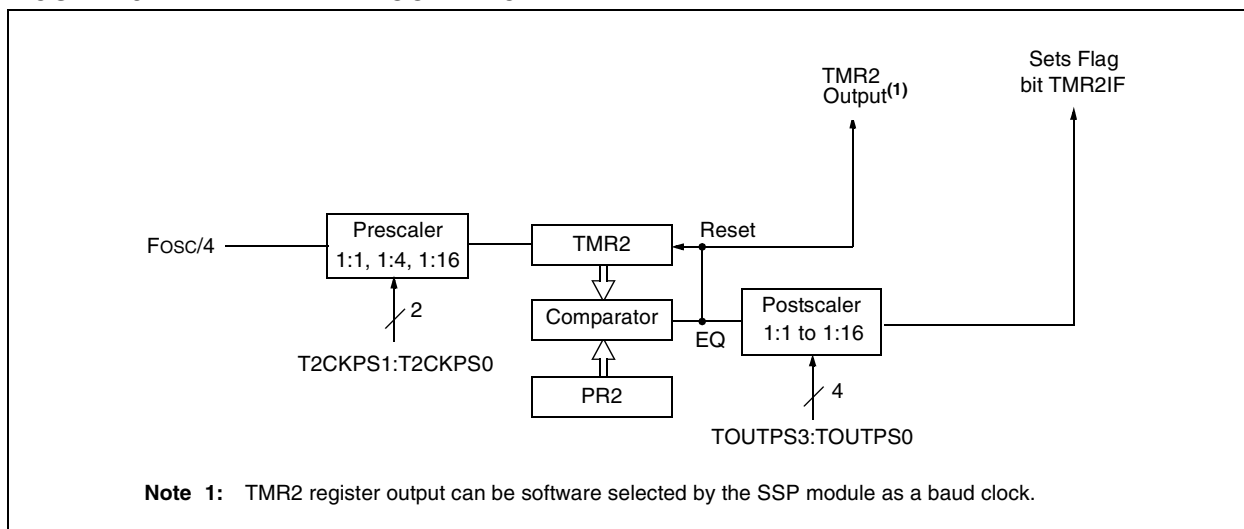 TMR2
Output(1)
Sets Flag
bit TMR2IF
Prescaler
1:1, 1:4, 1:16
FOSC/4
TMR2
Reset
2
T2CKPS1:T2CKPS0
Comparator
EQ
PR2
Postscaler
1:1 to 1:16
4
TOUTPS3:TOUTPS0
Note 1: TMR2 register output can be software selected by the SSP module as a baud clock.